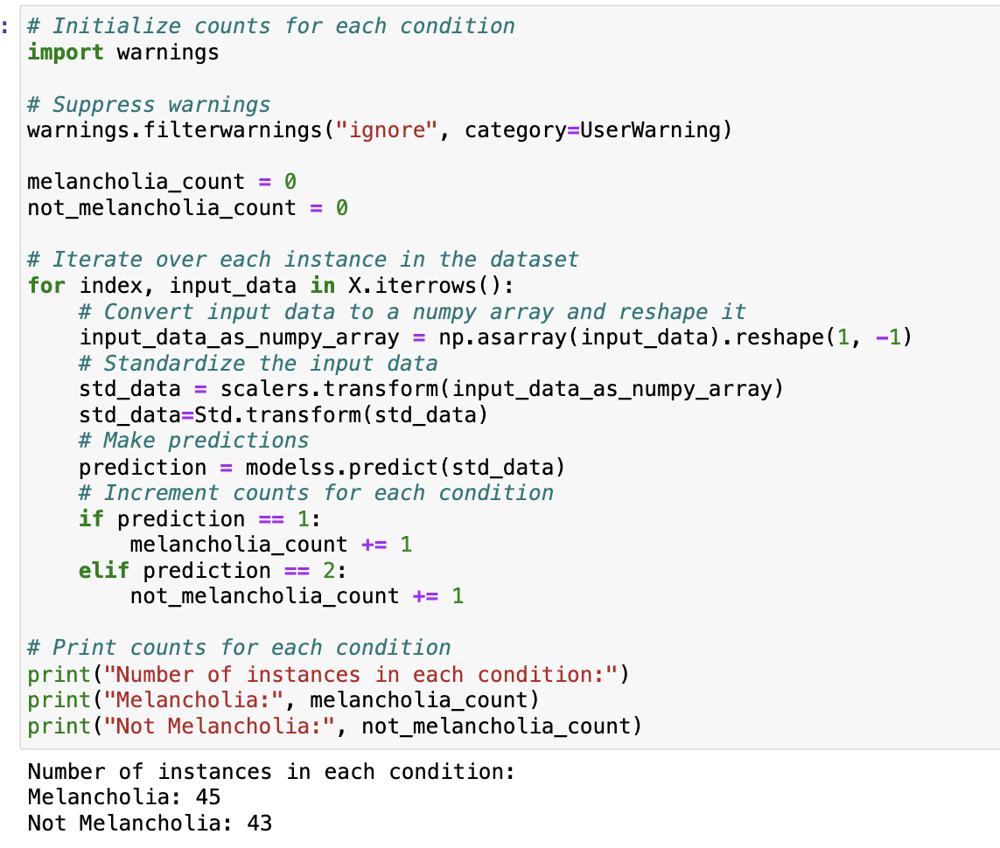 : # Initialize counts for each condition
import warnings
# Suppress warnings
warnings.filterwarnings("ignore", category=UserWarning)
melancholia_count = 0
not_melancholia_count = 0
# Iterate over each instance in the dataset
for index, input_data in X.iterrows():
    # Convert input data to a numpy array and reshape it
    input_data_as_numpy_array = np.asarray(input_data).reshape(1, −1)
    # Standardize the input data
    std_data = scalers.transform(input_data_as_numpy_array)
    std_data=Std.transform(std_data)
    # Make predictions
    prediction = modelss.predict(std_data)
    # Increment counts for each condition
    if prediction == 1:
        melancholia_count += 1
    elif prediction == 2:
        not_melancholia_count += 1
# Print counts for each condition
print("Number of instances in each condition:")
print("Melancholia:", melancholia_count)
print("Not Melancholia:", not_melancholia_count)
Number of instances in each condition:
Melancholia: 45
Not Melancholia: 43